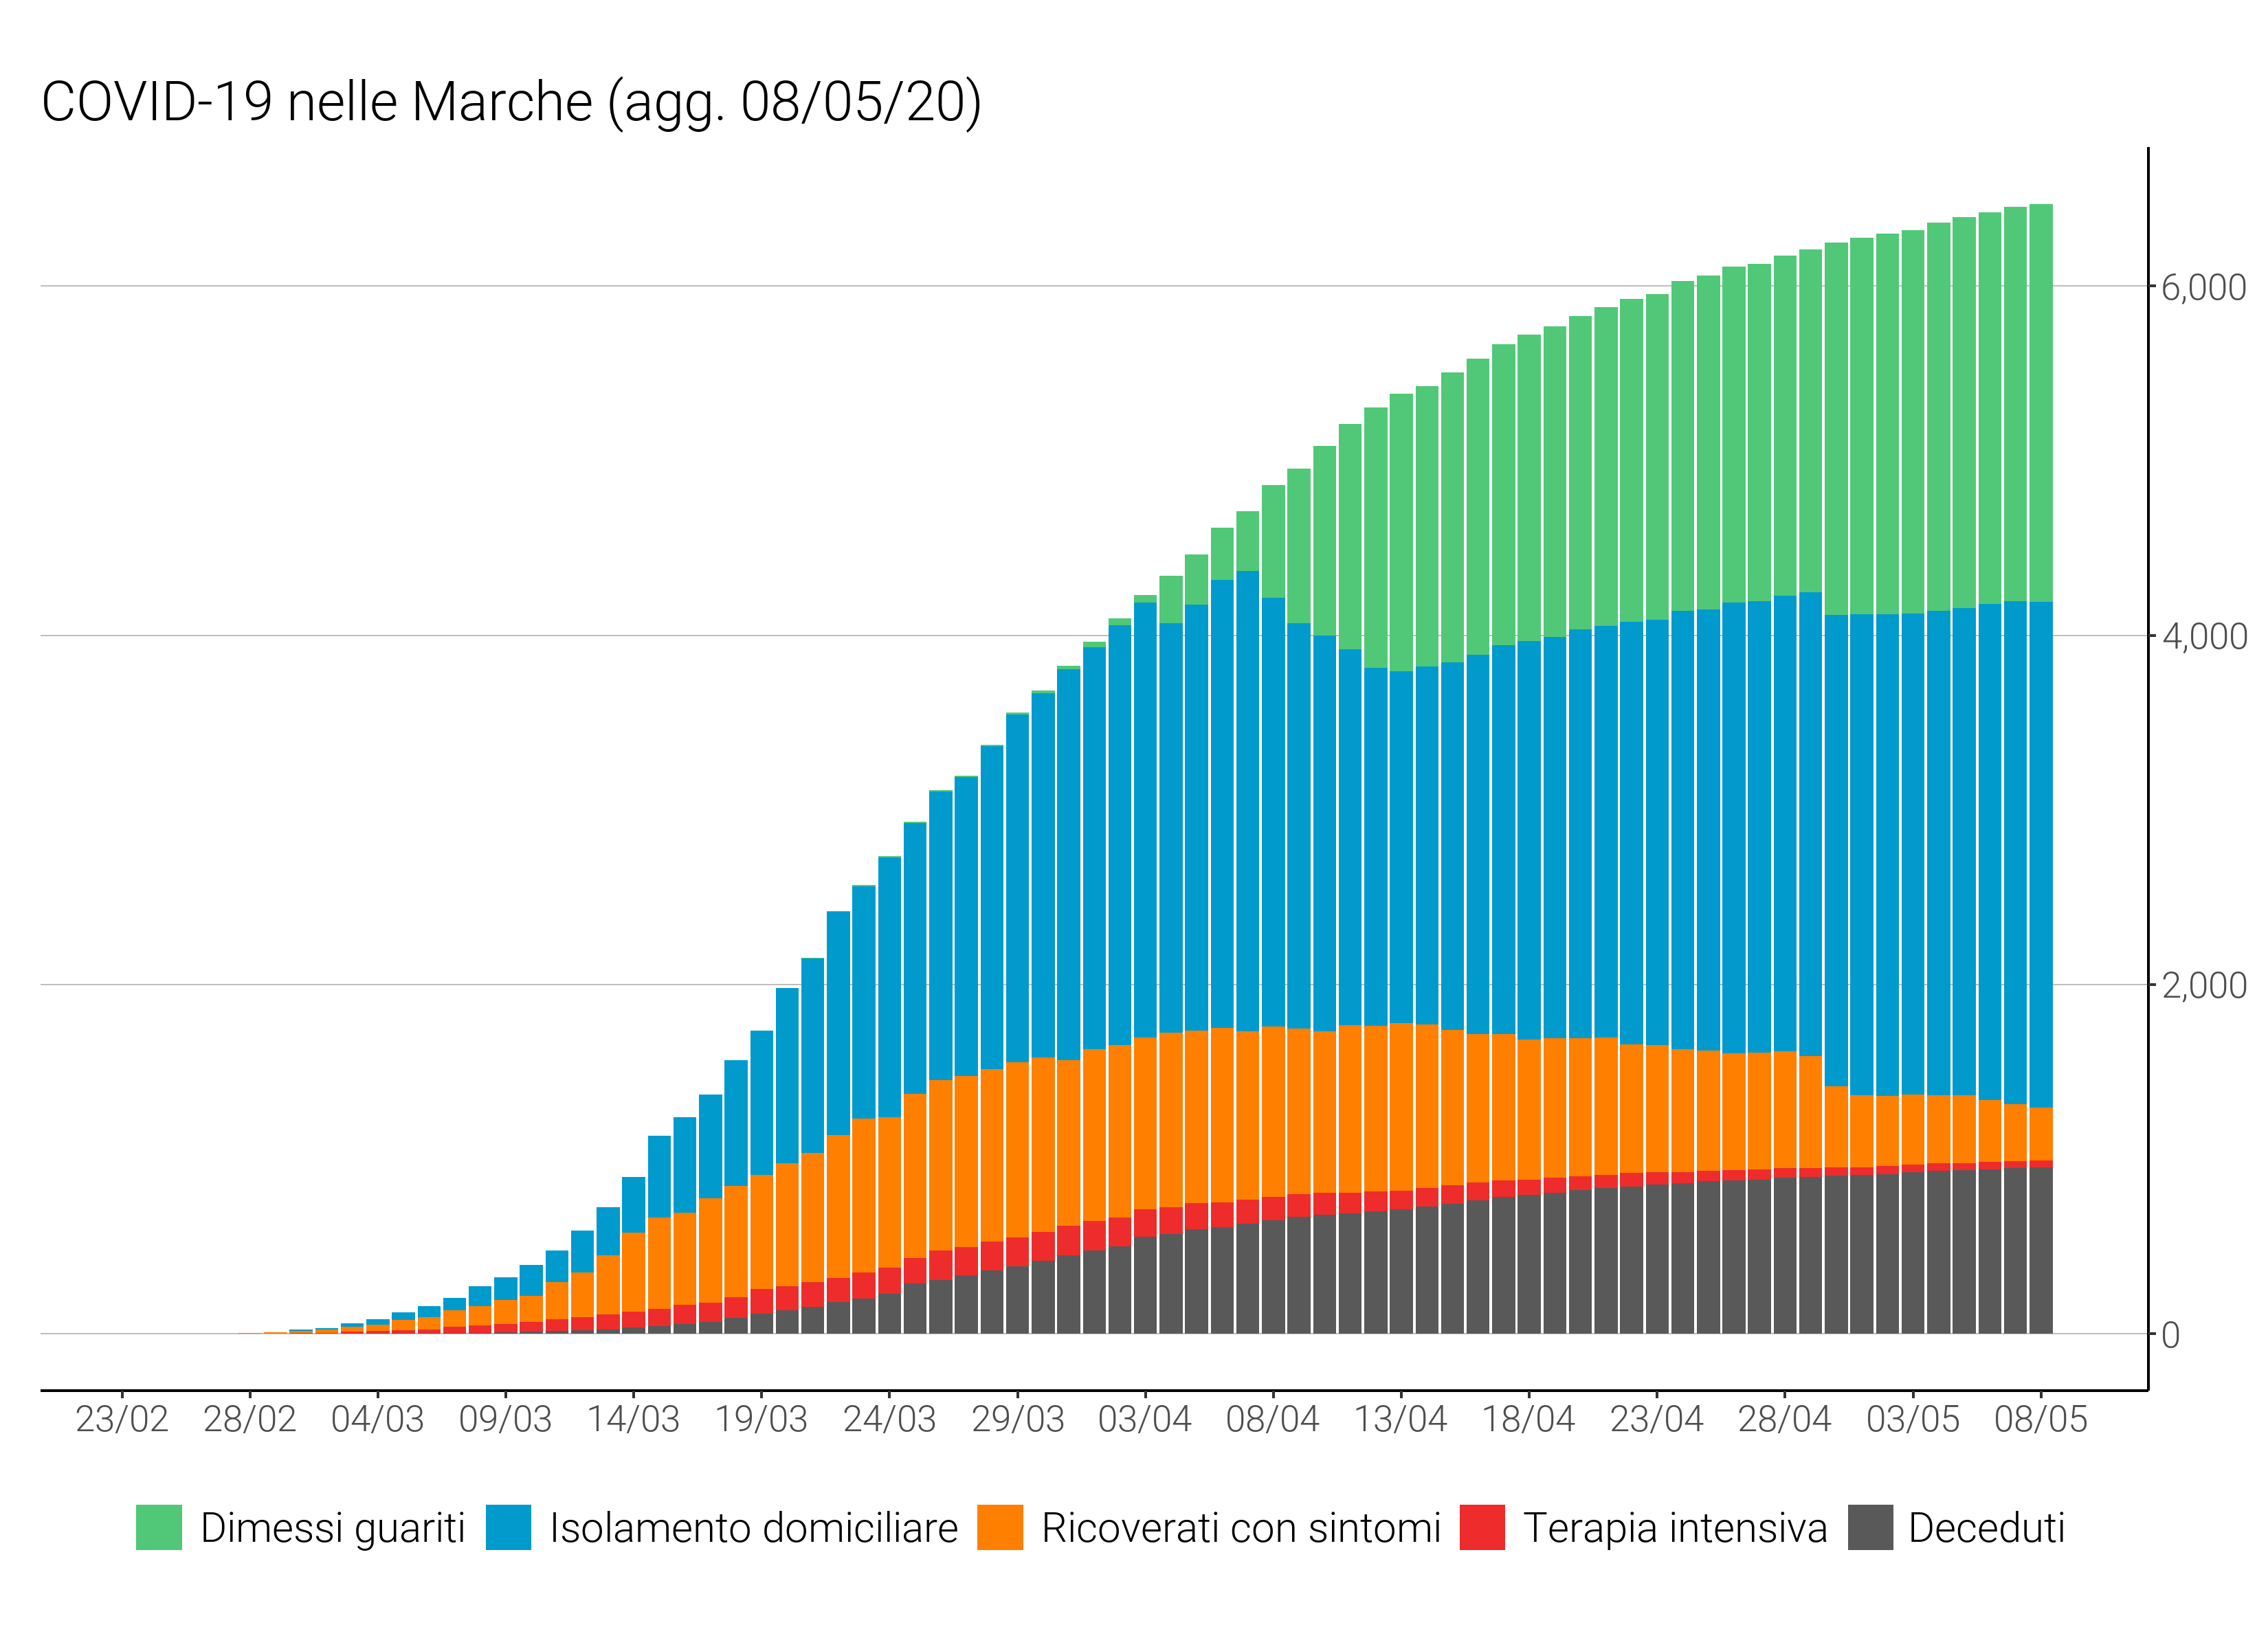 COVID-19 nelle Marche (agg. 08/05/20)
6,000
4,000
2,000
0
23/02 28/02 04/03 09/03 14/03 19/03 24/03 29/03 03/04 08/04 13/04 18/04 23/04 28/04 03/05 08/05
Dimessi guariti Isolamento domiciliare Ricoverati con sintomi Terapia intensiva Deceduti